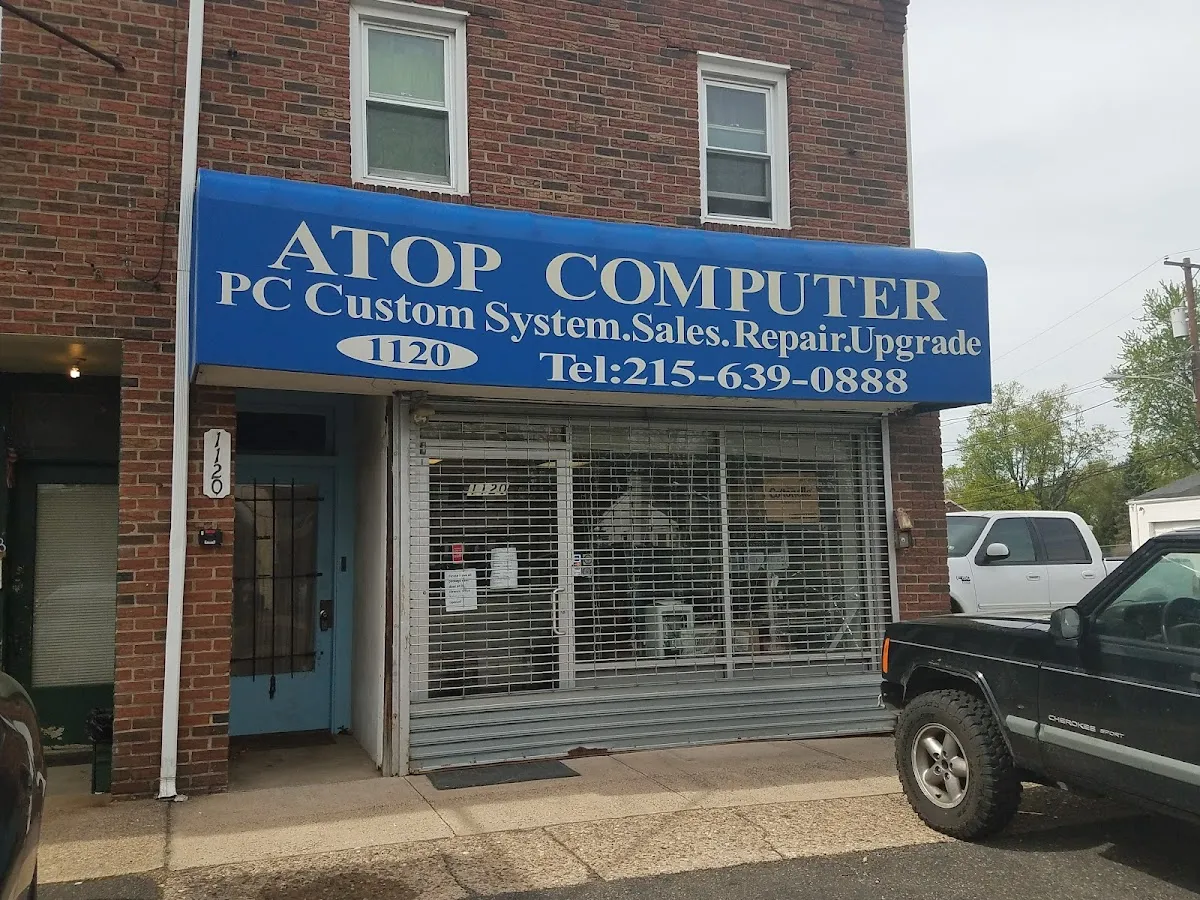 ATOP COMPUTER
PC Custom System.Sales.Repair.Upgrade
1120
Tel:215-639-0888
1120
1120
CHEROKEE SPORT